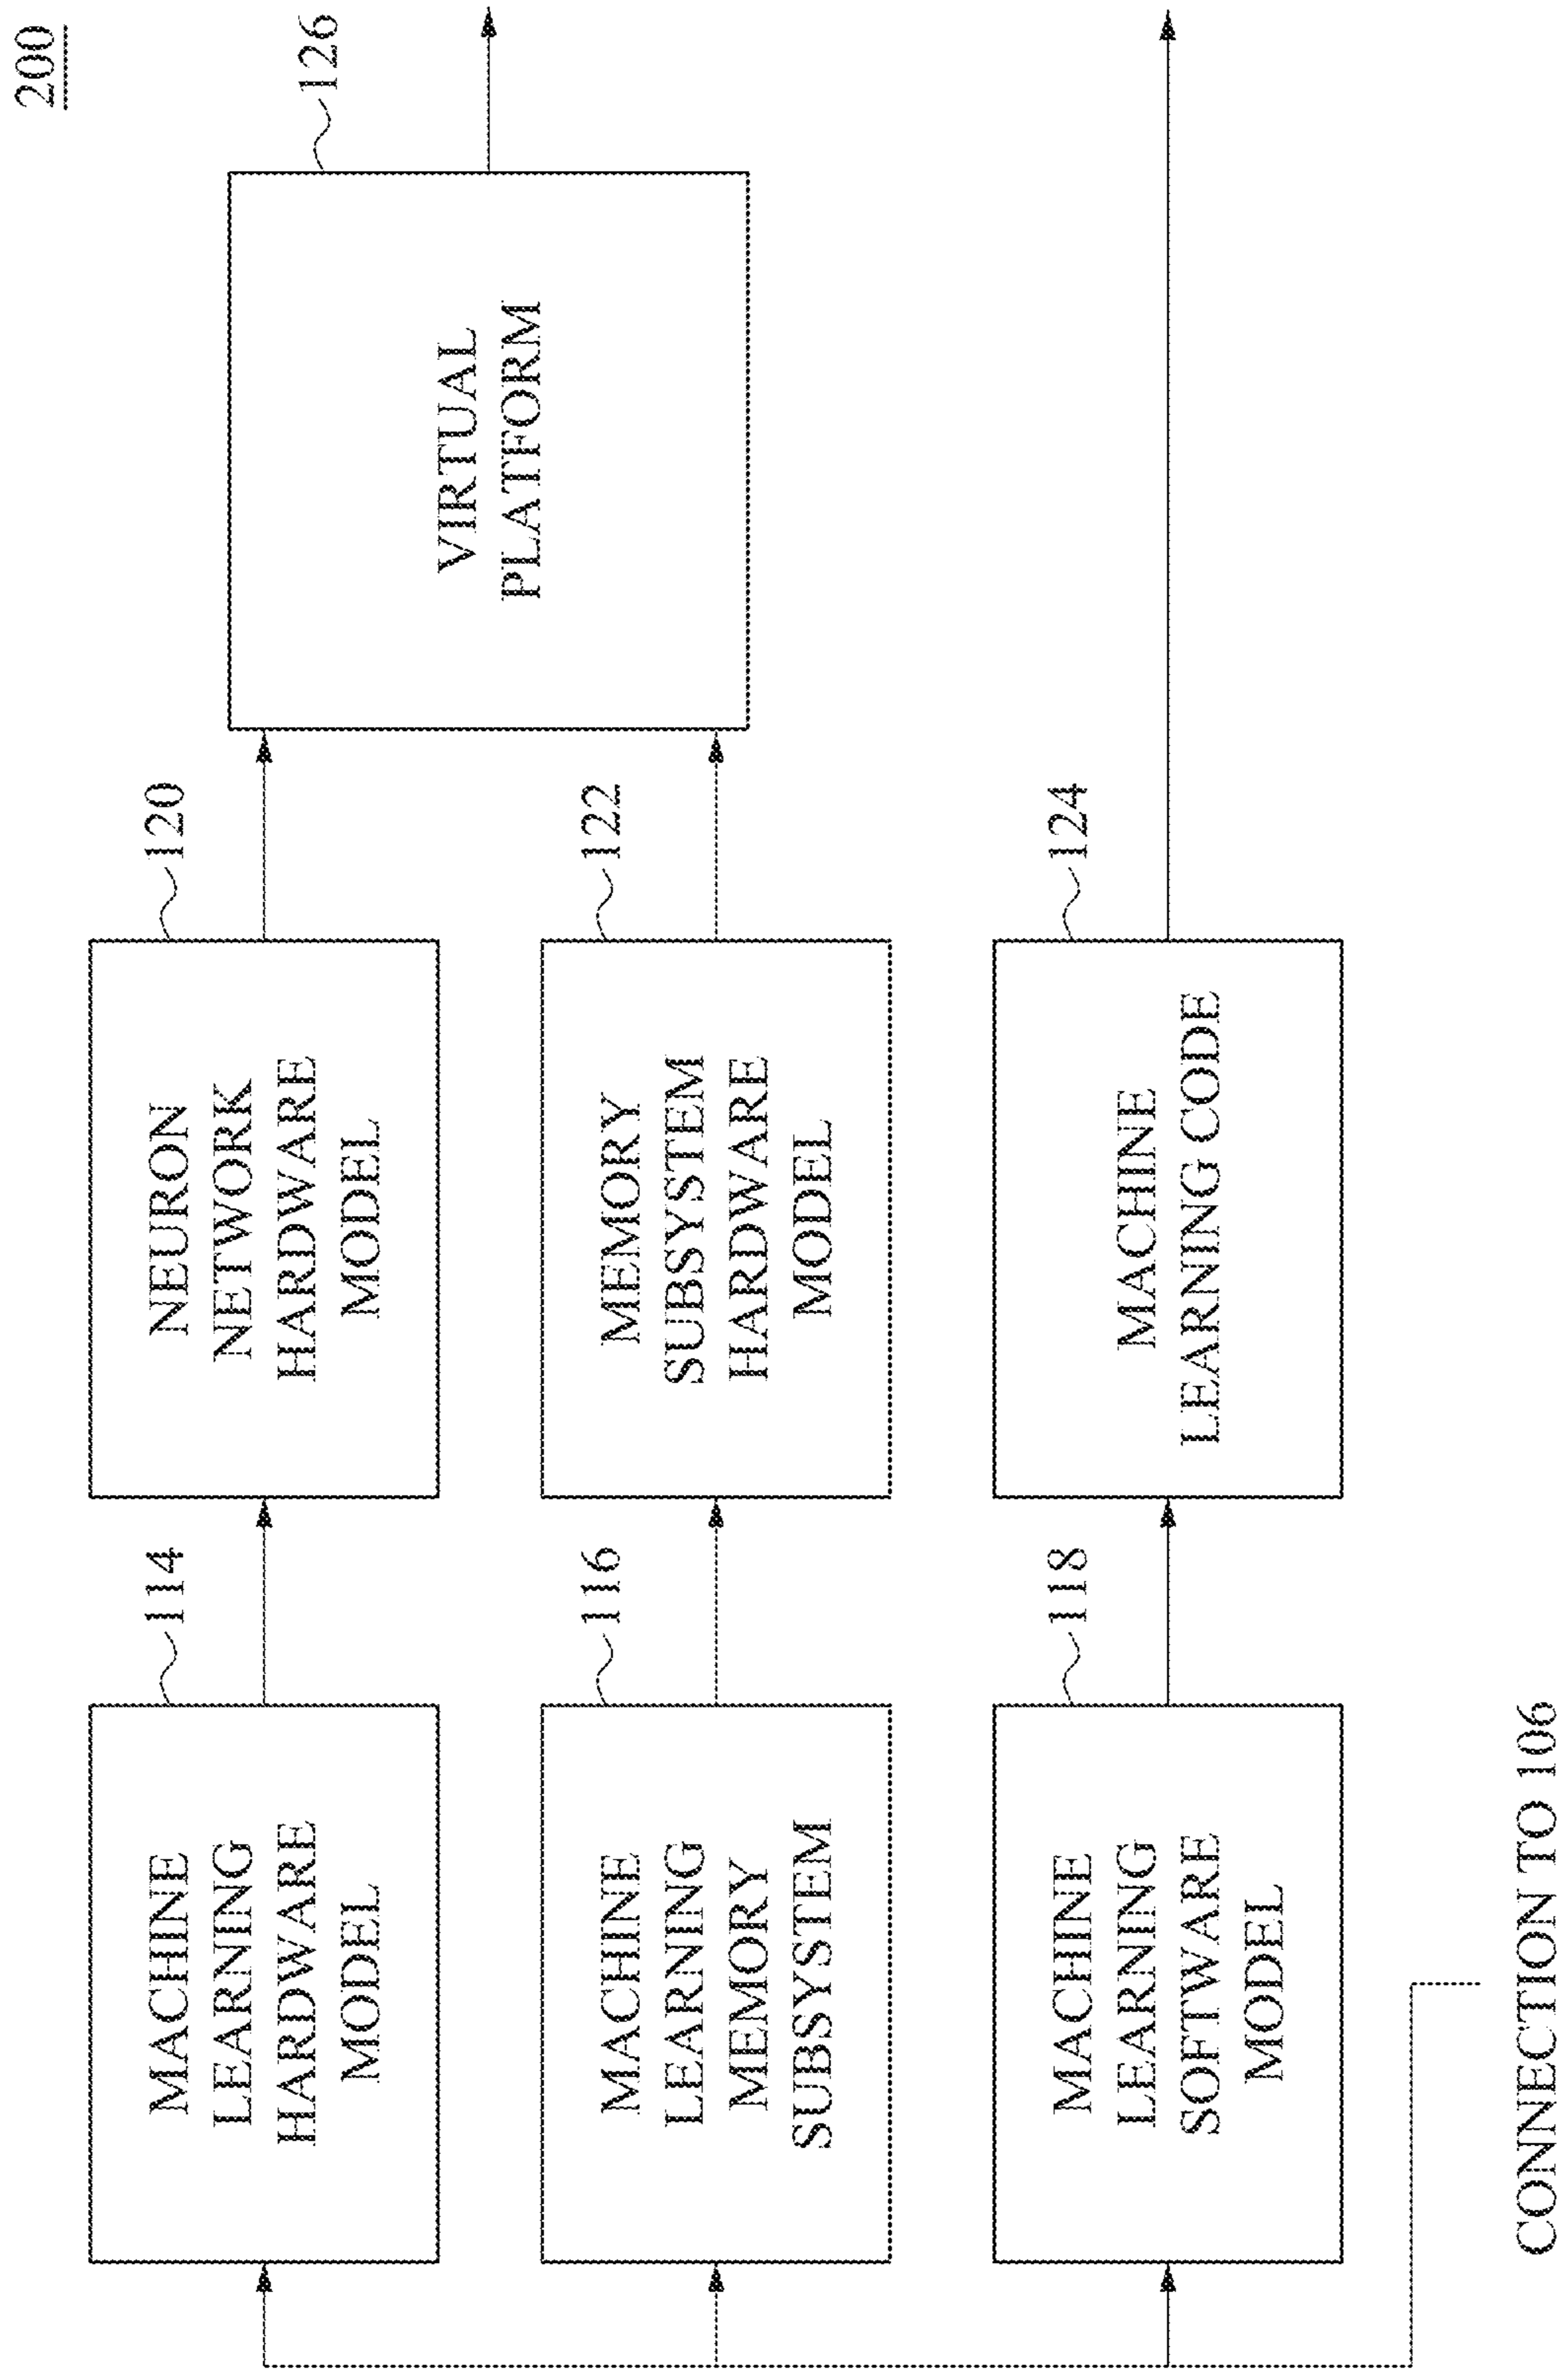 200
MACHINE
LEARNING
HARDWARE
MODEL
114
NEURON
NETWORK
HARDWARE
MODEL
120
VIRTUAL
PLATFORM
126
MACHINE
LEARNING
MEMORY
SUBSYSTEM
116
MEMORY
SUBSYSTEM
HARDWARE
MODEL
122
MACHINE
LEARNING
SOFTWARE
MODEL
118
MACHINE
LEARNING CODE
124
CONNECTION TO 106